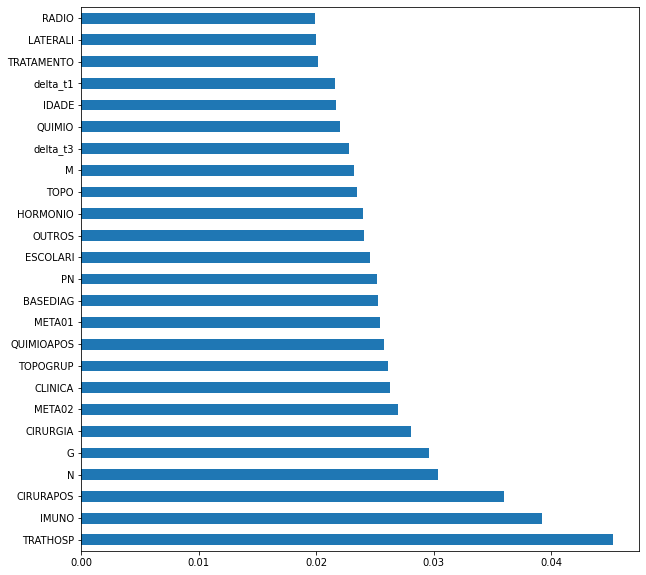 RADIO
LATERALI
TRATAMENTO
delta_t1
IDADE
QUIMIO
delta_t3
M
TOPO
HORMONIO
OUTROS
ESCOLARI
PN
BASEDIAG
META01
QUIMIOAPOS
TOPOGRUP
CLINICA
META02
CIRURGIA
G
N
CIRURAPOS
IMUNO
TRATHOSP
0.00 0.01 0.02 0.03 0.04